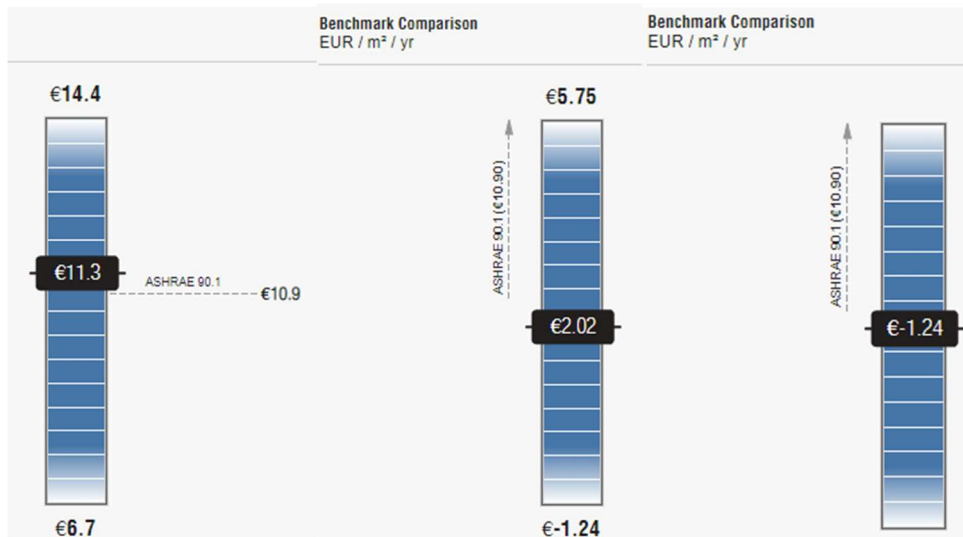 Benchmark Comparison
EUR / m² / yr
Benchmark Comparison
EUR / m² / yr
€14.4
€11.3
ASHRAE 90.1
€10.9
€6.7
€5.75
ASHRAE 90.1 (€10.90)
€2.02
€-1.24
ASHRAE 90.1 (€10.90)
€-1.24